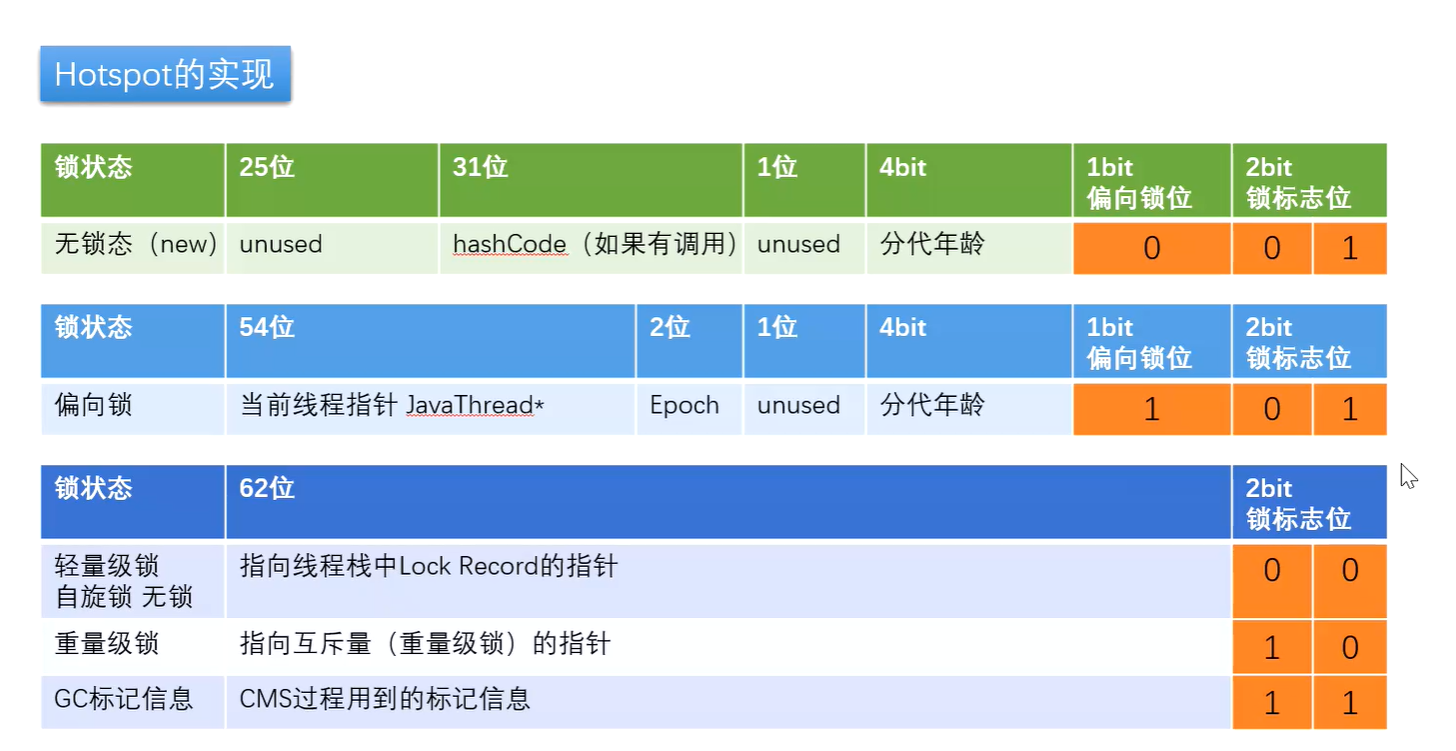 Hotspot的实现
锁状态 25位 31位 1位 4bit 1bit 2bit
偏向锁位 锁标志位
无锁态（new） unused hashCode（如果有调用） unused 分代年龄 0 0 1
锁状态 54位 2位 1位 4bit 1bit 2bit
偏向锁位 锁标志位
偏向锁 当前线程指针 JavaThread* Epoch unused 分代年龄 1 0 1
锁状态 62位 2bit
锁标志位
轻量级锁 指向线程栈中Lock Record的指针 0 0
自旋锁 无锁
重量级锁 指向互斥量（重量级锁）的指针 1 0
GC标记信息 CMS过程用到的标记信息 1 1